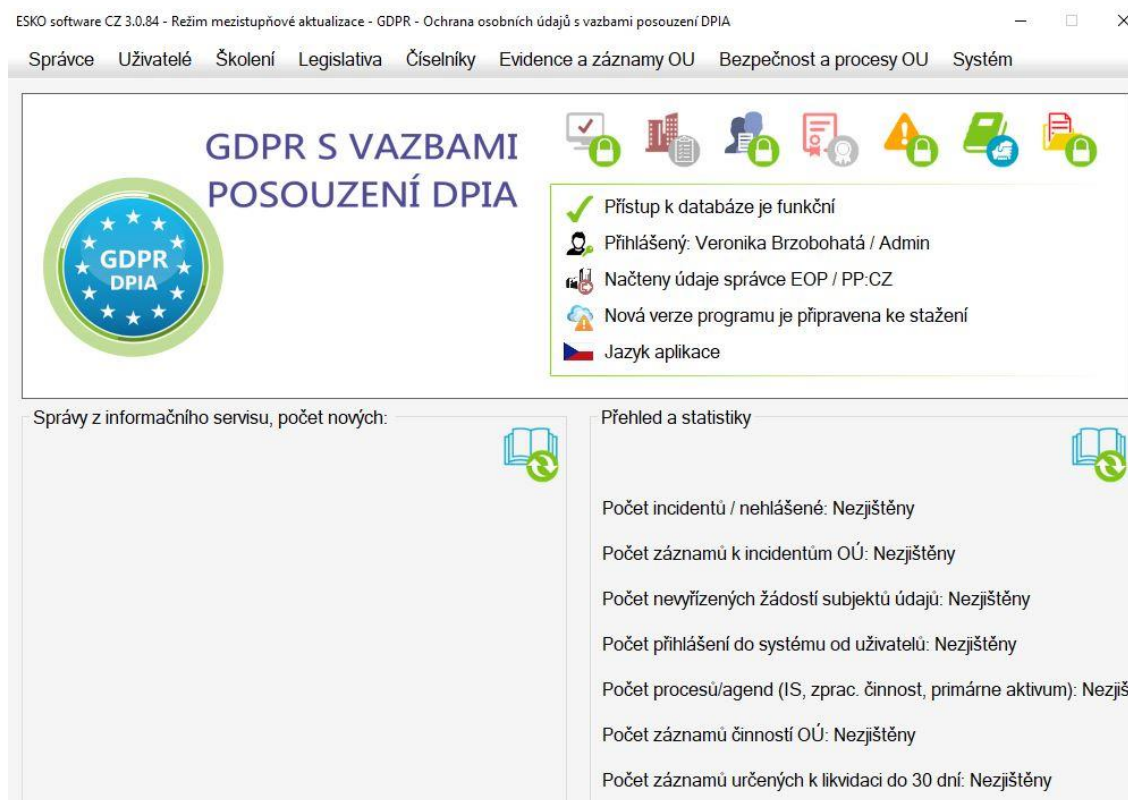 ESKO software CZ 3.0.84 - Režim mezistupňové aktualizace - GDPR - Ochrana osobních údajů s vazbami posouzení DPIA
Správce Uživatelé Školení Legislativa Číselníky Evidence a záznamy OU Bezpečnost a procesy OU Systém
GDPR S VAZBAMI
POSOUZENÍ DPIA
GDPR
DPIA
Přístup k databáze je funkční
Přihlášený: Veronika Brzobohatá / Admin
Načteny údaje správce EOP / PP:CZ
Nová verze programu je připravena ke stažení
Jazyk aplikace
Správy z informačního servisu, počet nových:
Přehled a statistiky
Počet incidentů / nehlášené: Nezjištěny
Počet záznamů k incidentům OÚ: Nezjištěny
Počet nevyřízených žádostí subjektů údajů: Nezjištěny
Počet přihlášení do systému od uživatelů: Nezjištěny
Počet procesů/agend (IS, zprac. činnost, primárne aktivum): Nezjiš
Počet záznamů činností OÚ: Nezjištěny
Počet záznamů určených k likvidaci do 30 dní: Nezjištěny